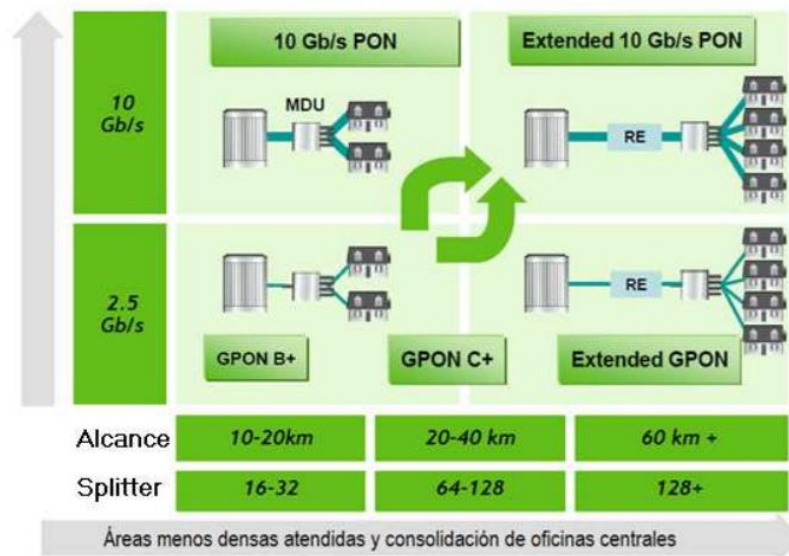 10 Gb/s PON
Extended 10 Gb/s PON
10
Gb/s
MDU
RE
2.5
Gb/s
RE
GPON B+
GPON C+
Extended GPON
Alcance
10-20km
20-40 km
60 km +
Splitter
16-32
64-128
128+
Áreas menos densas atendidas y consolidación de oficinas centrales